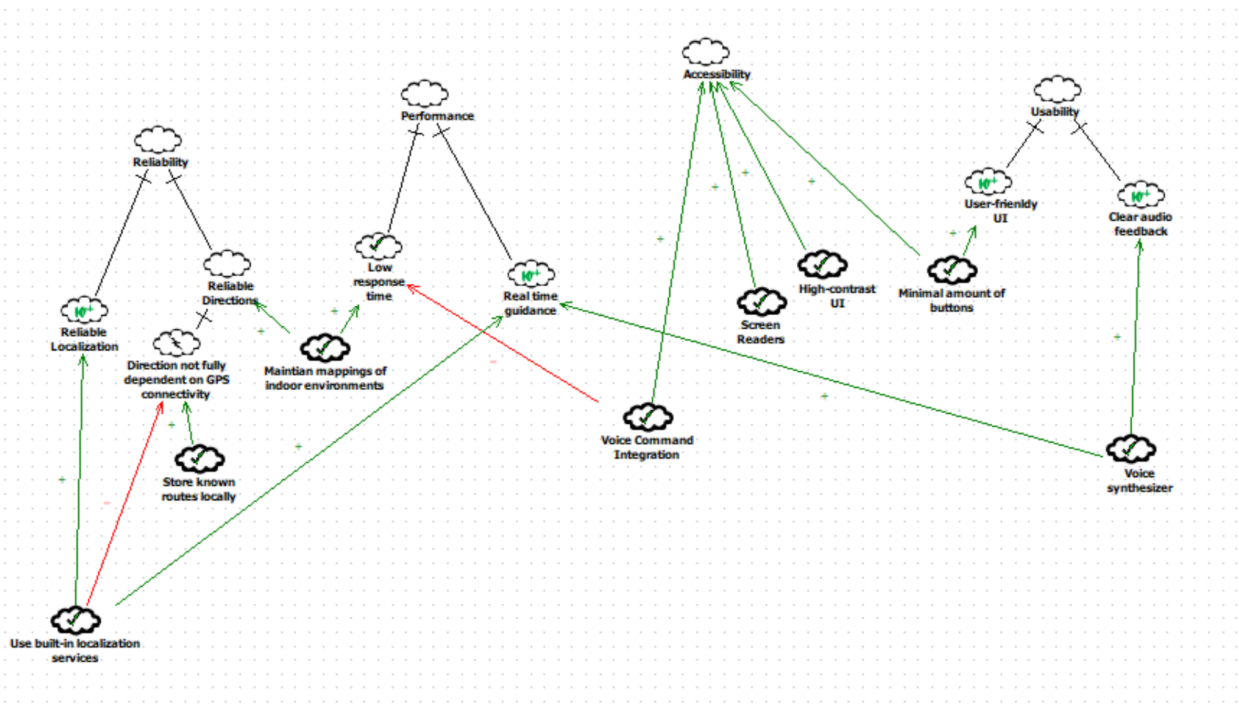 Accessibility
Performance
Usability
Reliability
User-frienldy
UI
Clear audio
feedback
Low
response
time
Reliable
Directions
Real time
guidance
High-contrast
UI
Minimal amount of
buttons
Screen
Readers
Reliable
Localization
Direction not fully
dependent on GPS
connectivity
Maintian mappings of
indoor environments
Voice Command
Integration
Voice
synthesizer
Store known
routes locally
Use built-in localization
services
+
+
+
+
+
+
+
+
+
+
+
+
+
-
-